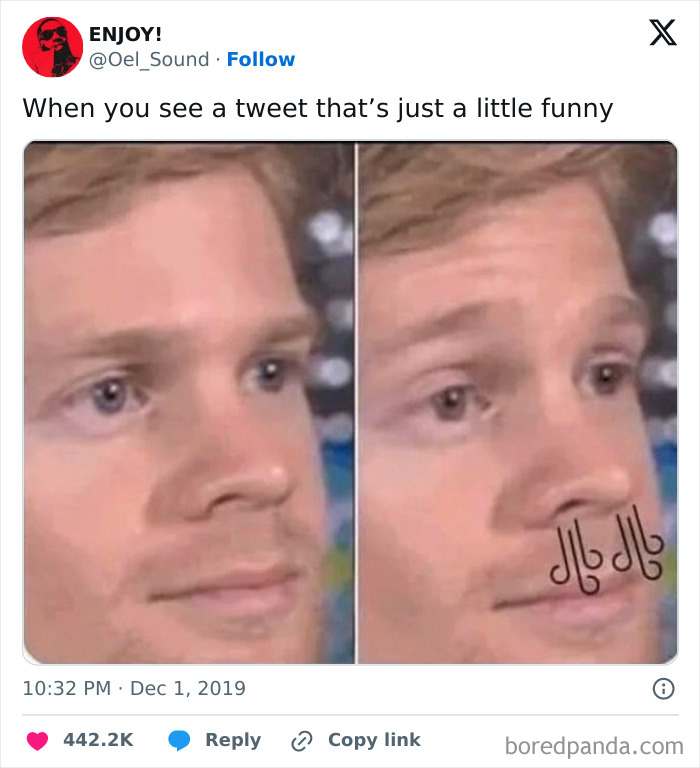 ENJOY!
@Oel_Sound · Follow
When you see a tweet that’s just a little funny
10:32 PM · Dec 1, 2019
442.2K Reply Copy link
boredpanda.com